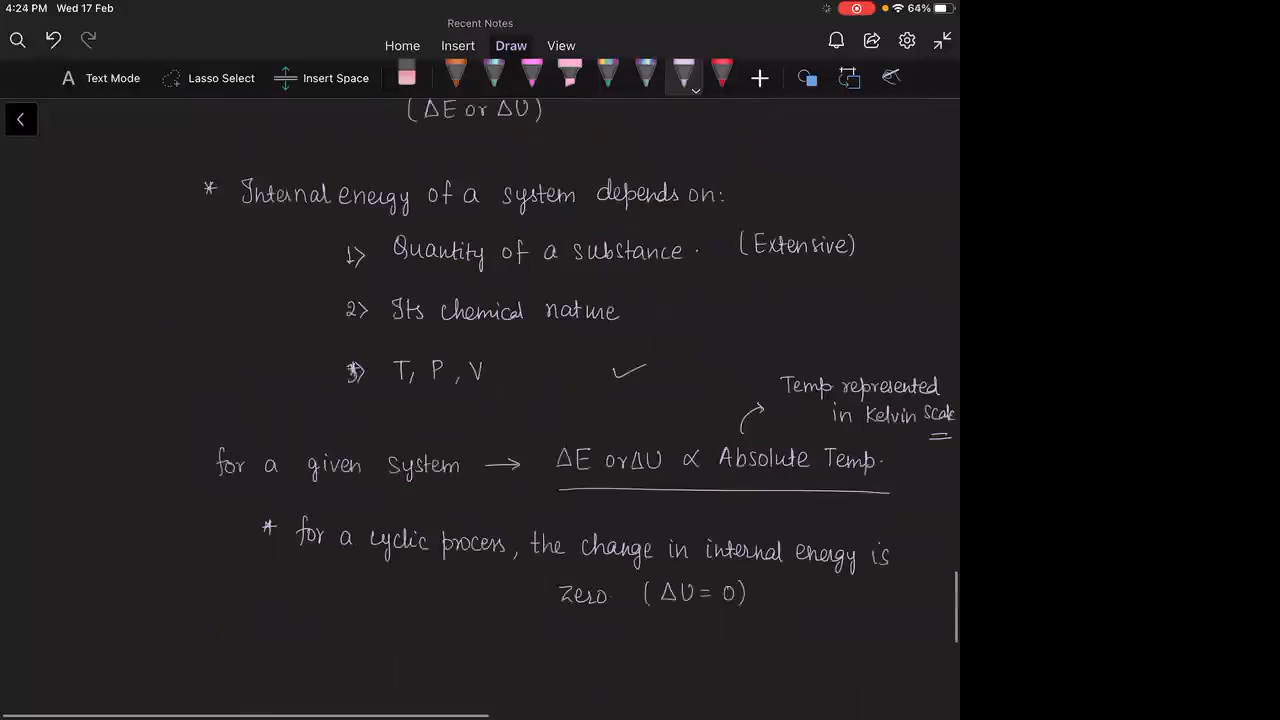 4:24 PM Wed 17 Feb
64%
Recent Notes
Home Insert Draw View
Text Mode Lasso Select Insert Space
(ΔE or ΔU)
* Internal energy of a system depends on:
1> Quantity of a substance. (Extensive)
2> Its chemical nature
3> T, P, V ✓
Temp represented
in Kelvin Scale
for a given system → ΔE or ΔU ∝ Absolute Temp.
* for a cyclic process, the change in internal energy is
zero. (ΔU = 0)